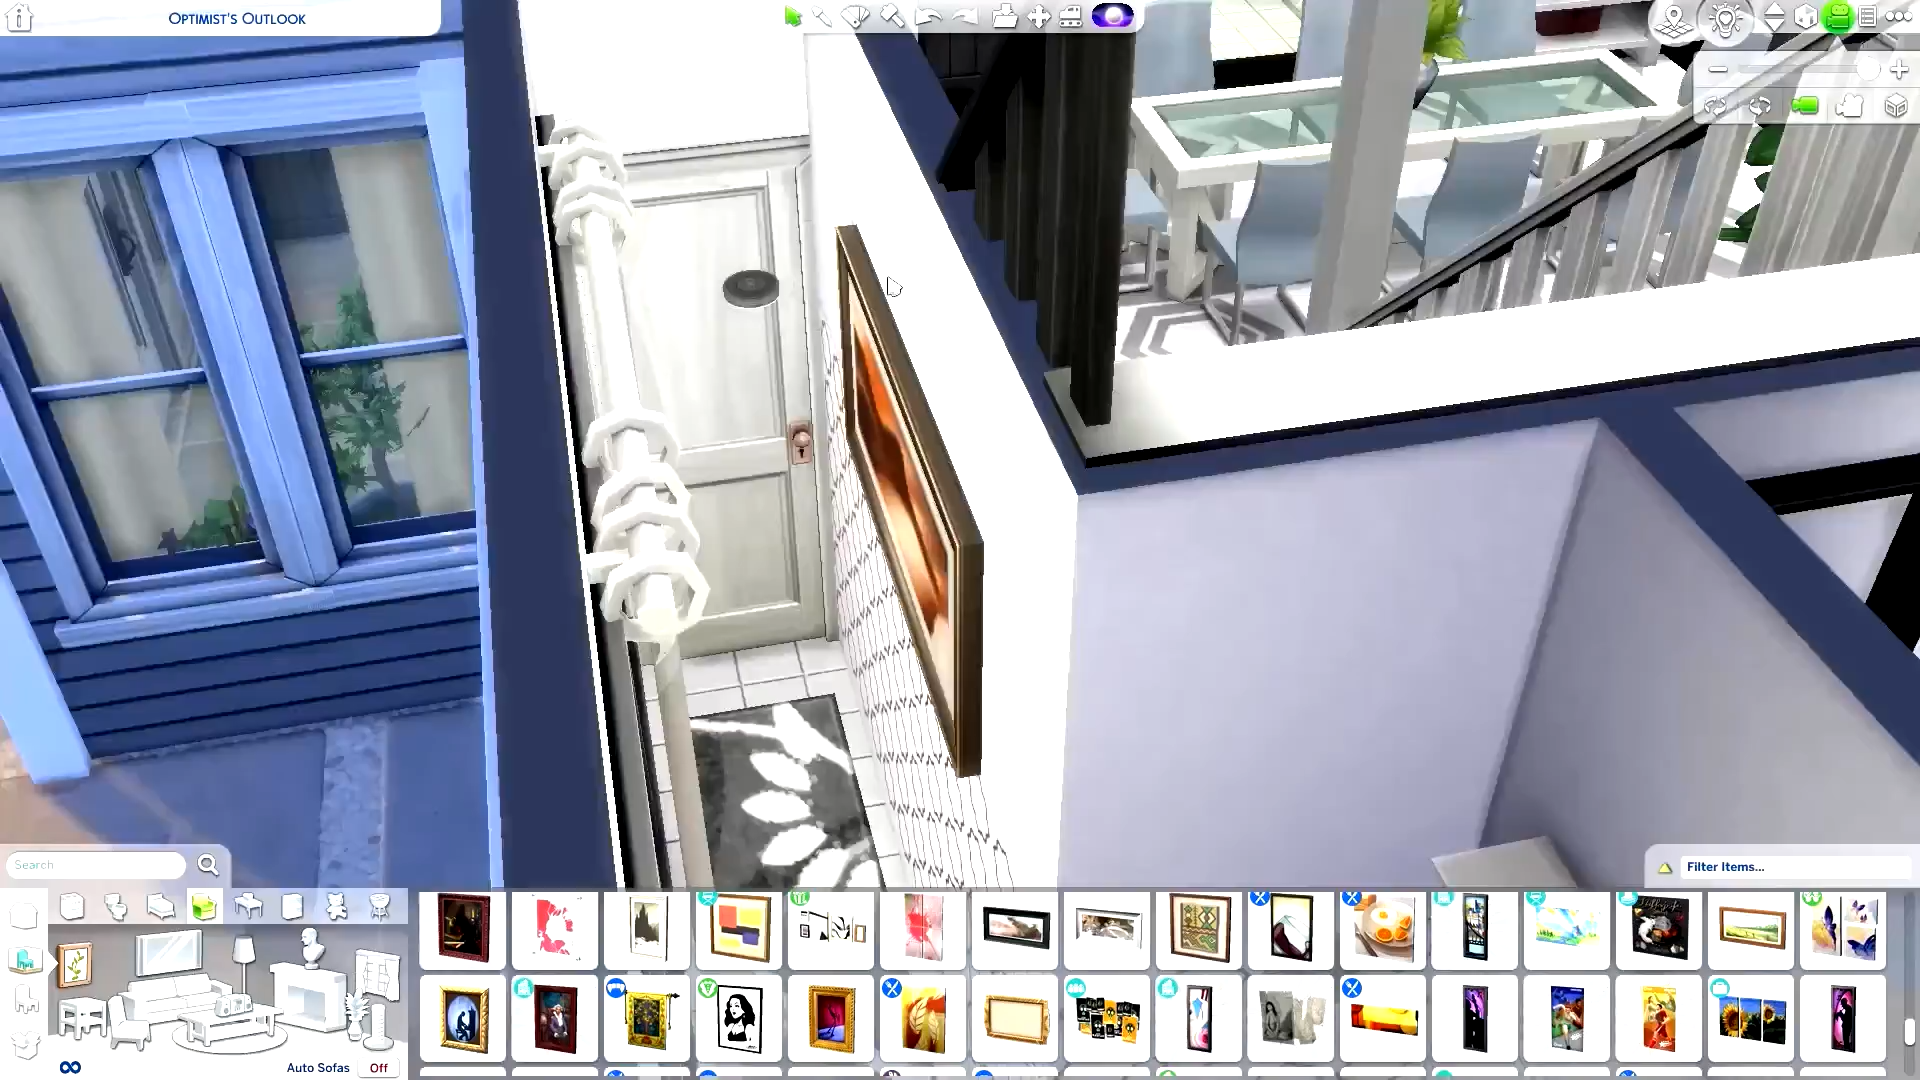 OPTIMIST'S OUTLOOK
Search
Filter Items...
Auto Sofas
Off